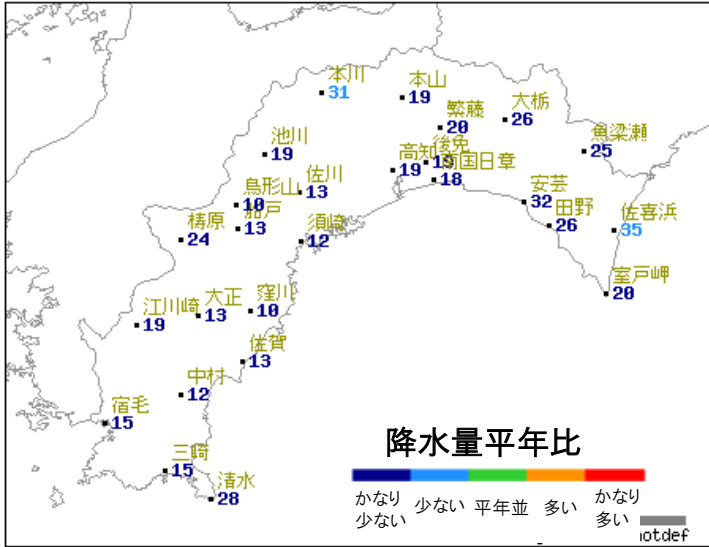 本川
31
本山
19
大栃
26
繁藤
20
魚梁瀬
25
池川
19
高知
19
後免
南国日章
18
佐川
13
鳥形山
10
船戸
13
安芸
32
田野
26
佐喜浜
35
梼原
24
須崎
12
室戸岬
20
江川崎
19
大正
13
窪川
10
佐賀
13
中村
12
宿毛
15
三崎
15
清水
28
降水量平年比
かなり
少ない
少ない
平年並
多い
かなり
多い
notdef